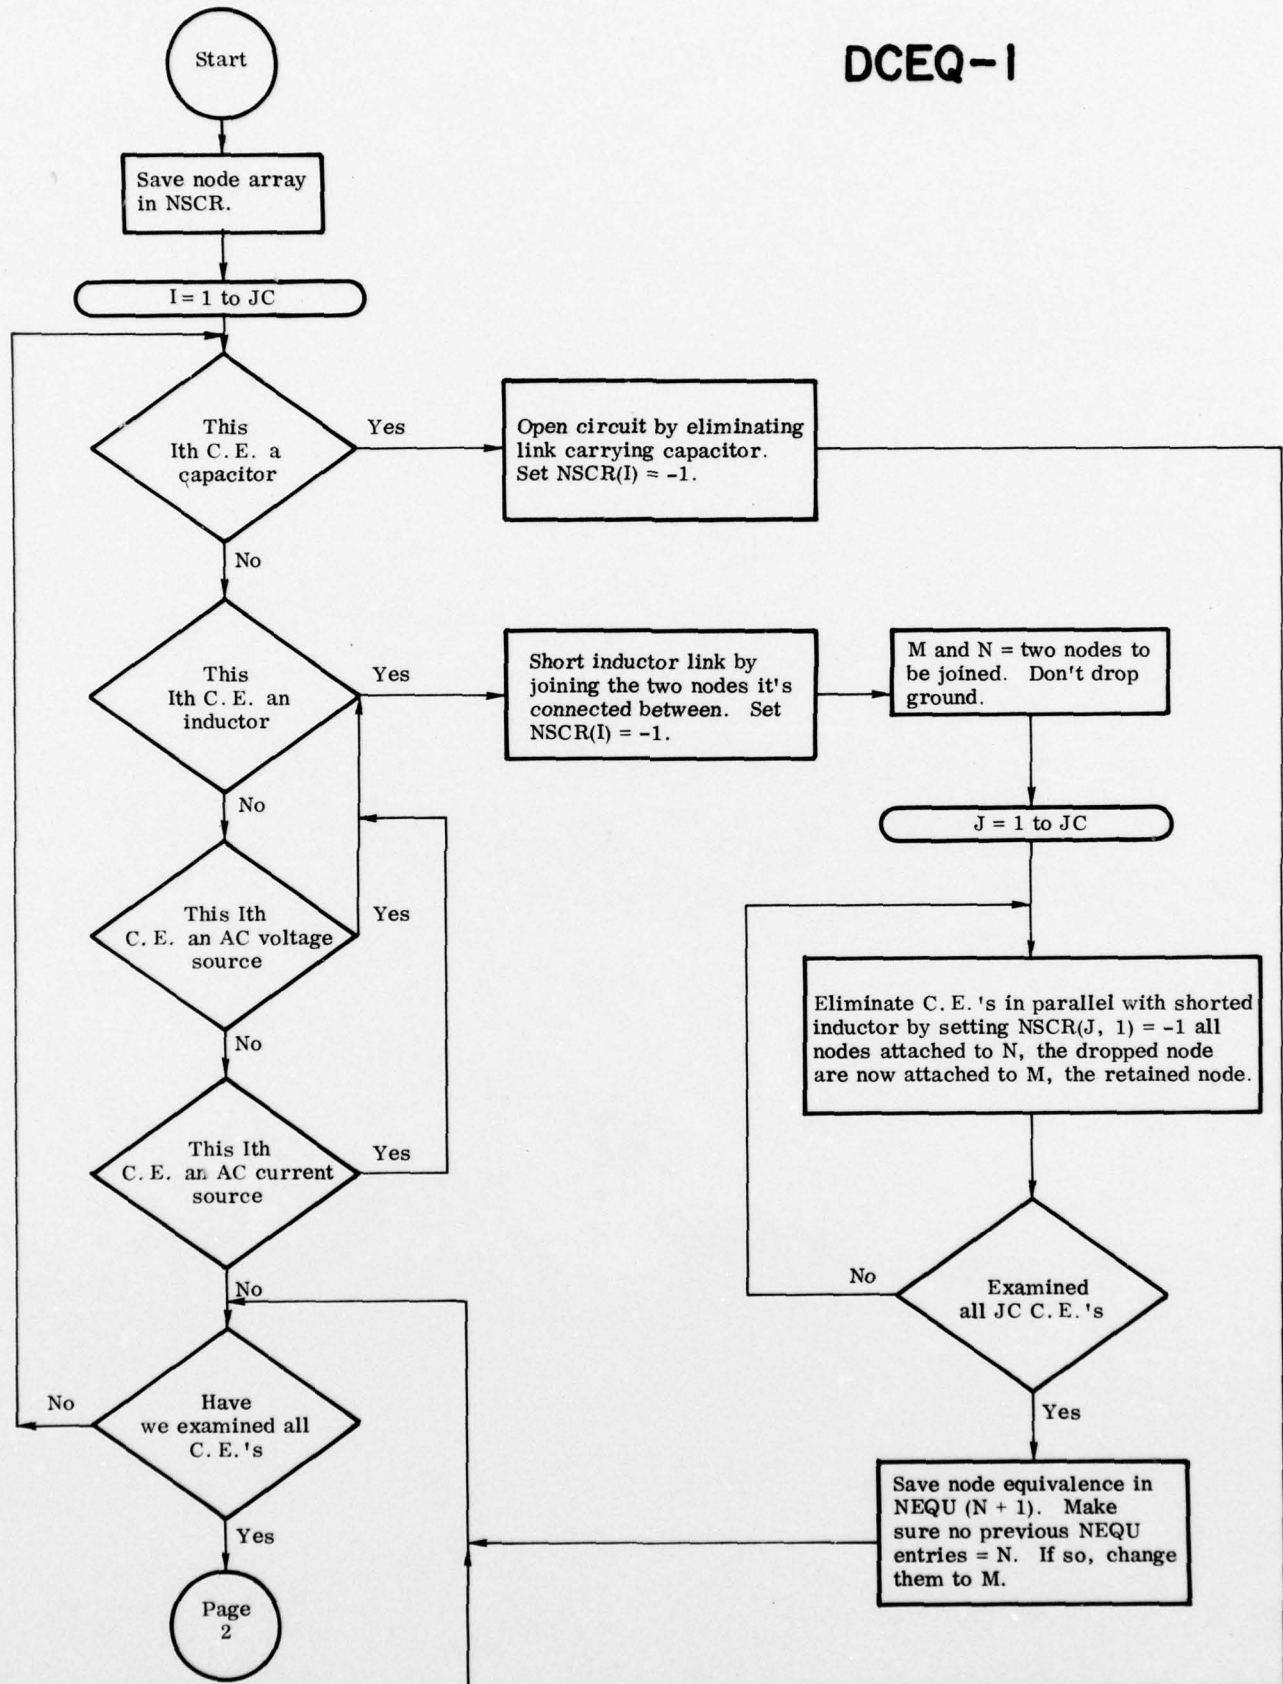 DCEQ-1
Start
Save node array
in NSCR.
I = 1 to JC
This
Ith C. E. a
capacitor
Yes
No
Open circuit by eliminating
link carrying capacitor.
Set NSCR(I) = -1.
This
Ith C. E. an
inductor
Yes
No
Short inductor link by
joining the two nodes it's
connected between. Set
NSCR(I) = -1.
M and N = two nodes to
be joined. Don't drop
ground.
J = 1 to JC
This Ith
C. E. an AC voltage
source
Yes
No
Eliminate C. E. 's in parallel with shorted
inductor by setting NSCR(J, 1) = -1 all
nodes attached to N, the dropped node
are now attached to M, the retained node.
This Ith
C. E. an AC current
source
Yes
No
Examined
all JC C. E. 's
No
Yes
Have
we examined all
C. E. 's
No
Yes
Save node equivalence in
NEQU (N + 1). Make
sure no previous NEQU
entries = N. If so, change
them to M.
Page
2